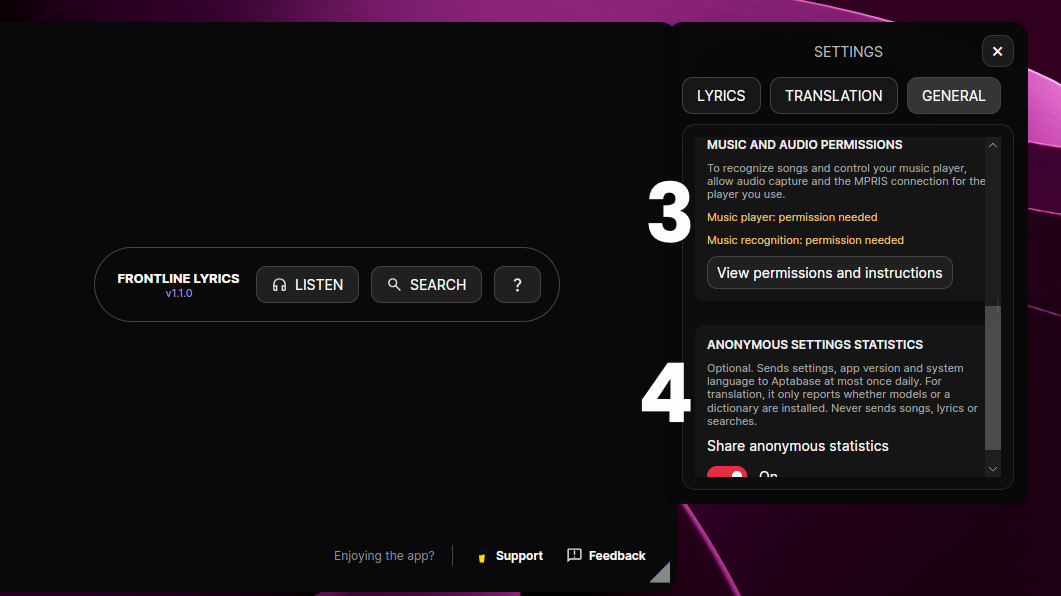 SETTINGS
LYRICS
TRANSLATION
GENERAL
MUSIC AND AUDIO PERMISSIONS
To recognize songs and control your music player,
allow audio capture and the MPRIS connection for the
player you use.
3
Music player: permission needed
Music recognition: permission needed
View permissions and instructions
FRONTLINE LYRICS
v1.1.0
LISTEN
SEARCH
?
ANONYMOUS SETTINGS STATISTICS
4
Optional. Sends settings, app version and system
language to Aptabase at most once daily. For
translation, it only reports whether models or a
dictionary are installed. Never sends songs, lyrics or
searches.
Share anonymous statistics
On
Enjoying the app?
Support
Feedback